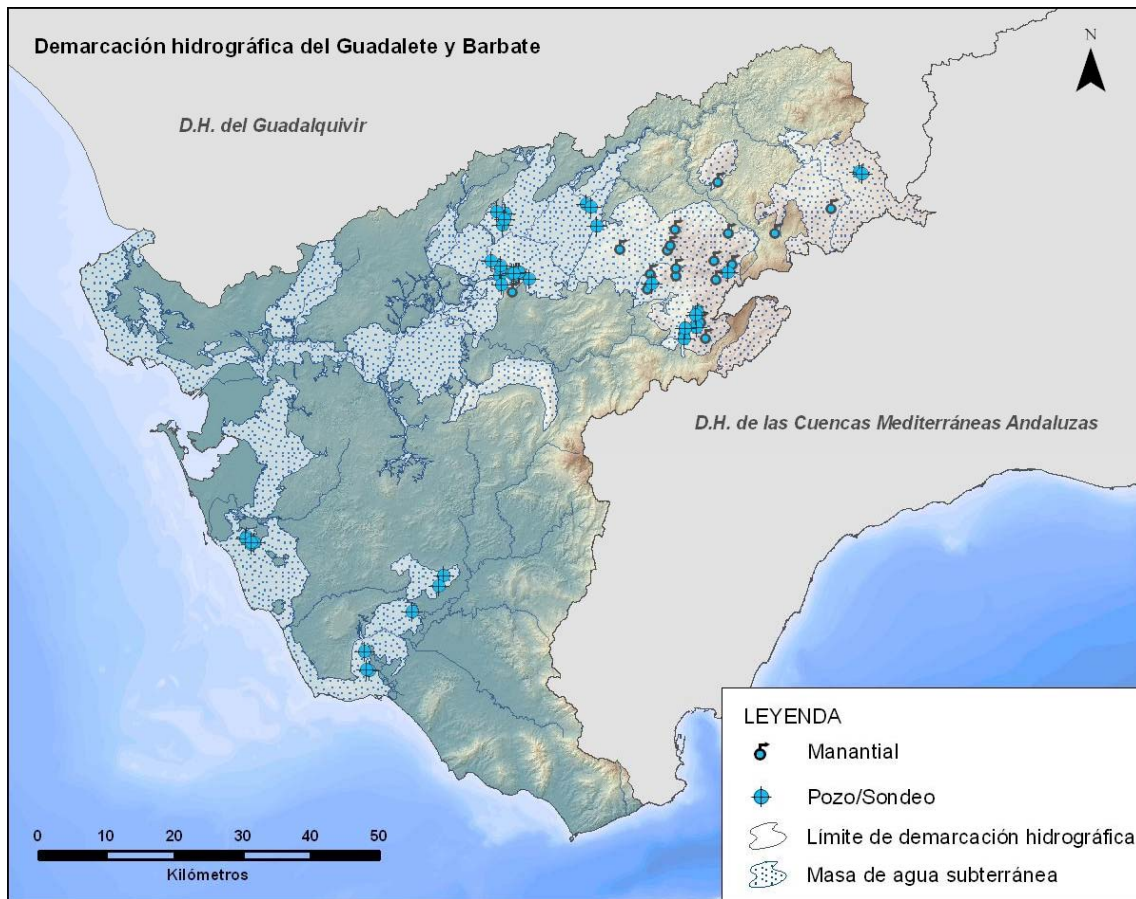 Demarcación hidrográfica del Guadalete y Barbate
N
D.H. del Guadalquivir
D.H. de las Cuencas Mediterráneas Andaluzas
LEYENDA
Manantial
Pozo/Sondeo
Límite de demarcación hidrográfica
Masa de agua subterránea
0 10 20 30 40 50
Kilómetros